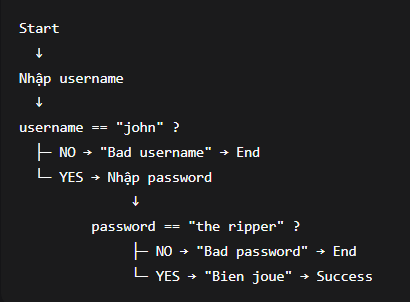 Start
↓
Nhập username
↓
username == "john" ?
├─ NO → "Bad username" → End
└─ YES → Nhập password
↓
password == "the ripper" ?
├─ NO → "Bad password" → End
└─ YES → "Bien joue" → Success